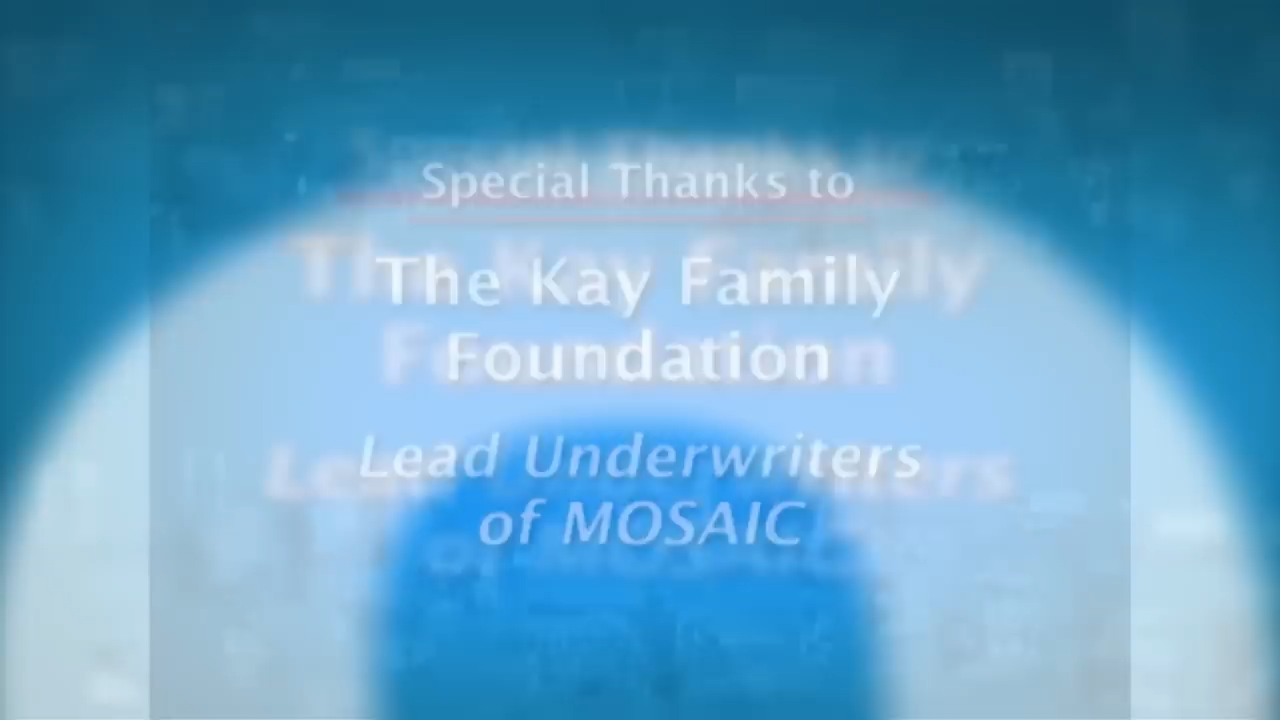 Special Thanks to
The Kay Family
Foundation
Lead Underwriters
of MOSAIC